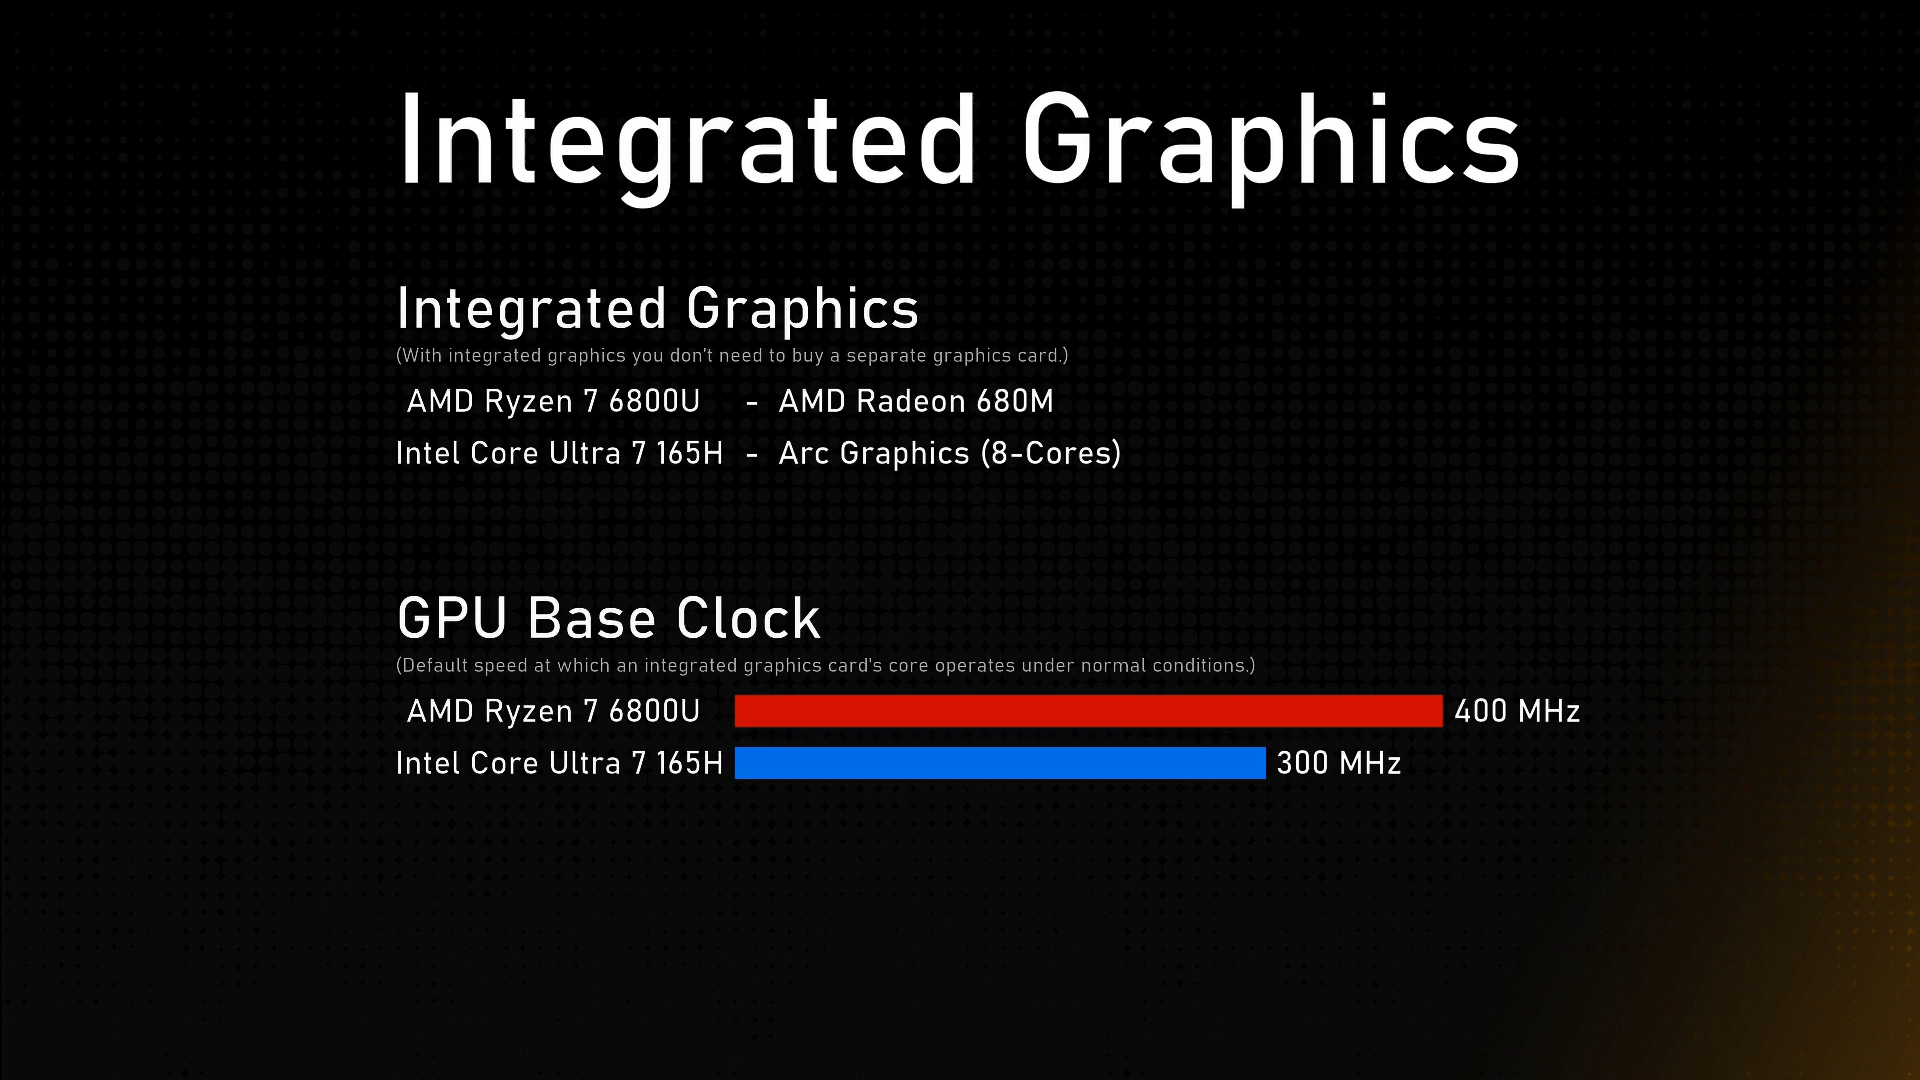 Integrated Graphics
Integrated Graphics
(With integrated graphics you don't need to buy a separate graphics card.)
AMD Ryzen 7 6800U - AMD Radeon 680M
Intel Core Ultra 7 165H - Arc Graphics (8-Cores)
GPU Base Clock
(Default speed at which an integrated graphics card's core operates under normal conditions.)
AMD Ryzen 7 6800U 400 MHz
Intel Core Ultra 7 165H 300 MHz